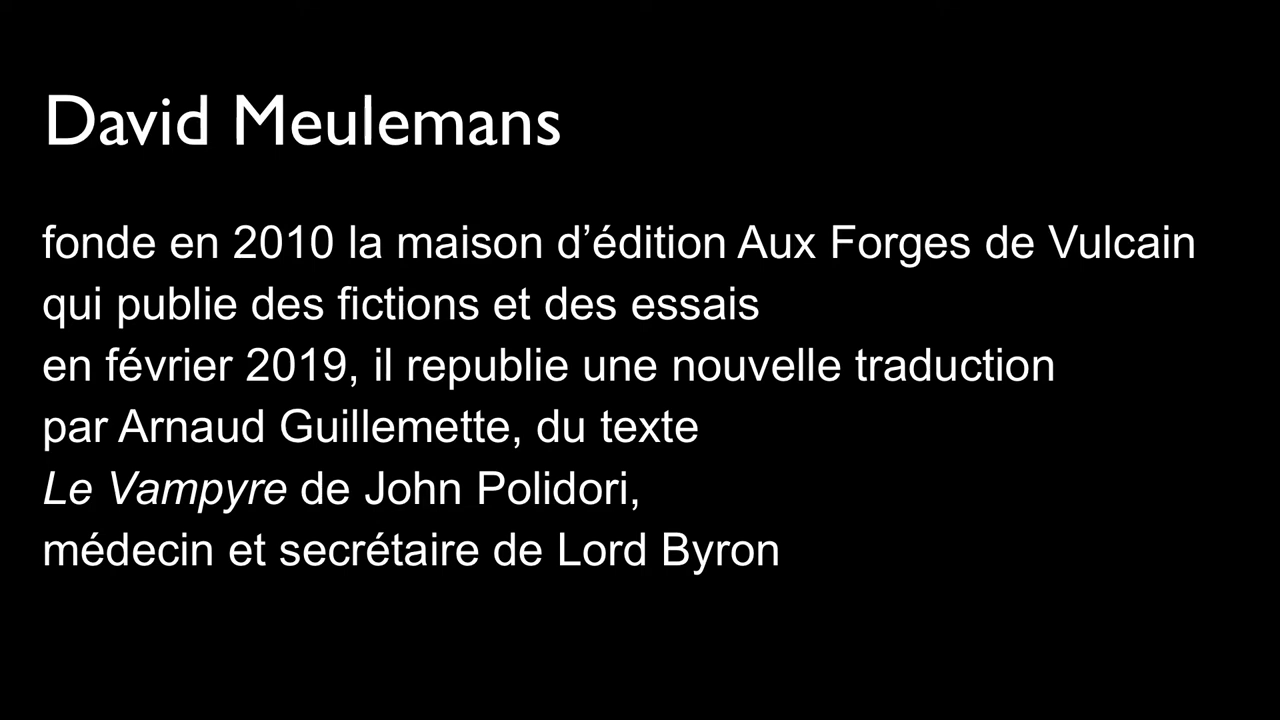 David Meulemans
fonde en 2010 la maison d’édition Aux Forges de Vulcain
qui publie des fictions et des essais
en février 2019, il republie une nouvelle traduction
par Arnaud Guillemette, du texte
Le Vampyre de John Polidori,
médecin et secrétaire de Lord Byron